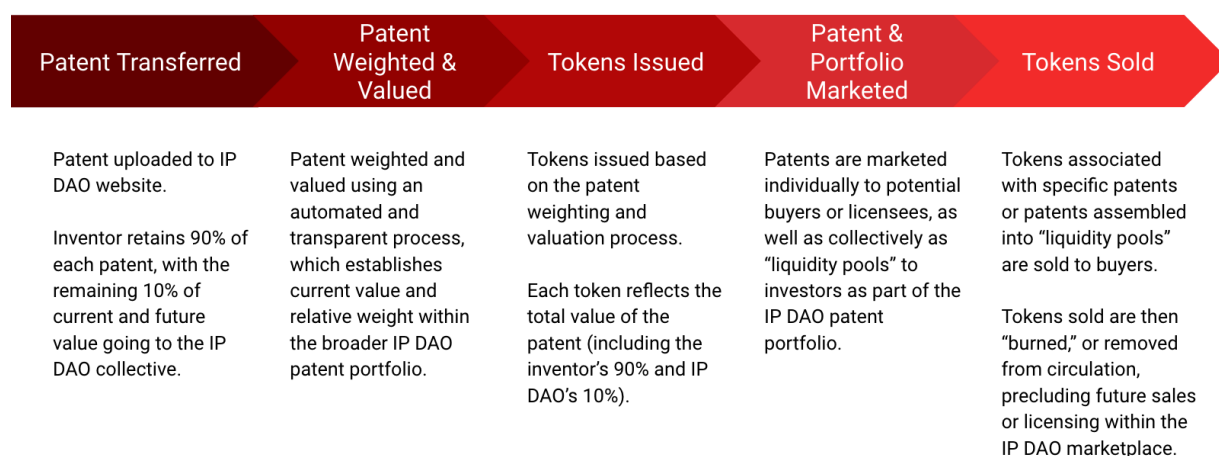 Patent Transferred
Patent
Weighted &
Valued
Tokens Issued
Patent &
Portfolio
Marketed
Tokens Sold
Patent uploaded to IP
DAO website.
Inventor retains 90% of
each patent, with the
remaining 10% of
current and future
value going to the IP
DAO collective.
Patent weighted and
valued using an
automated and
transparent process,
which establishes
current value and
relative weight within
the broader IP DAO
patent portfolio.
Tokens issued based
on the patent
weighting and
valuation process.
Each token reflects the
total value of the
patent (including the
inventor’s 90% and IP
DAO’s 10%).
Patents are marketed
individually to potential
buyers or licensees, as
well as collectively as
“liquidity pools” to
investors as part of the
IP DAO patent
portfolio.
Tokens associated
with specific patents
or patents assembled
into “liquidity pools”
are sold to buyers.
Tokens sold are then
“burned,” or removed
from circulation,
precluding future sales
or licensing within the
IP DAO marketplace.